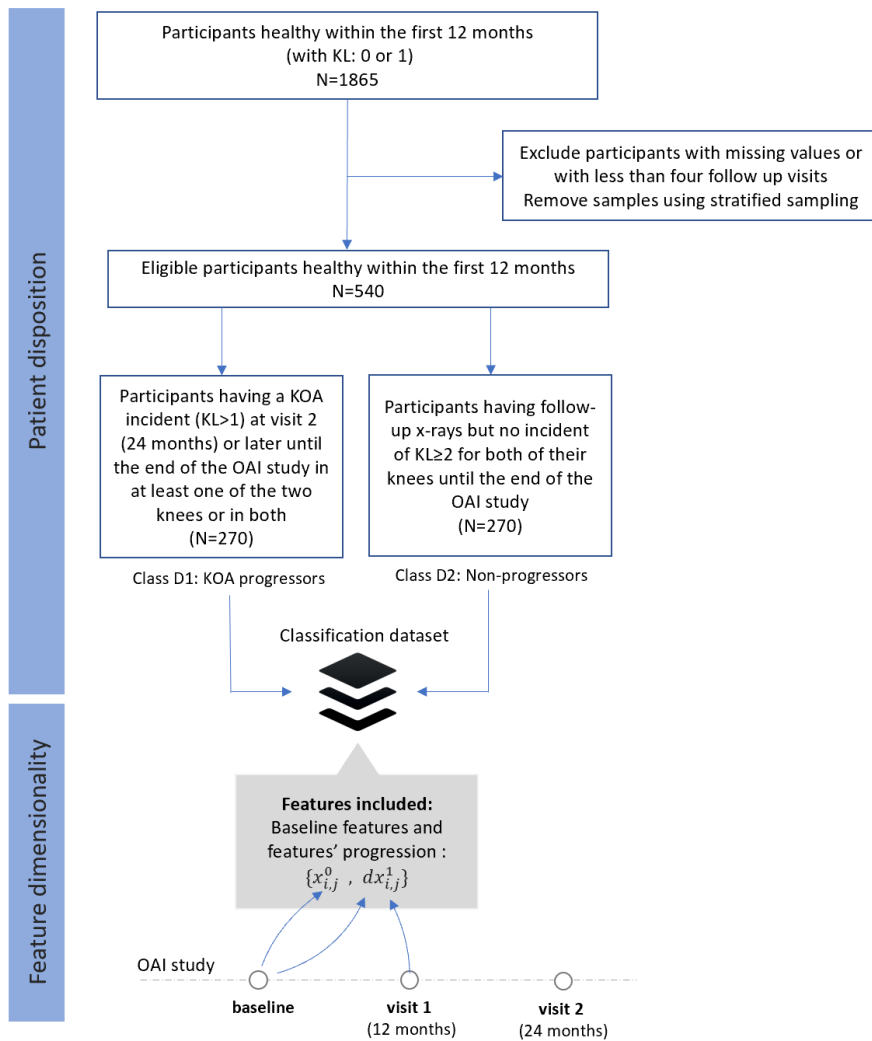 Patient disposition
Participants healthy within the first 12 months
(with KL: 0 or 1)
N=1865
Exclude participants with missing values or
with less than four follow up visits
Remove samples using stratified sampling
Eligible participants healthy within the first 12 months
N=540
Participants having a KOA
incident (KL>1) at visit 2
(24 months) or later until
the end of the OAI study in
at least one of the two
knees or in both
(N=270)
Participants having follow-
up x-rays but no incident
of KL≥2 for both of their
knees until the end of the
OAI study
(N=270)
Class D1: KOA progressors
Class D2: Non-progressors
Classification dataset
Feature dimensionality
Features included:
Baseline features and
features’ progression :
{x⁰ᵢ,ⱼ , dx¹ᵢ,ⱼ}
OAI study
baseline
visit 1
(12 months)
visit 2
(24 months)